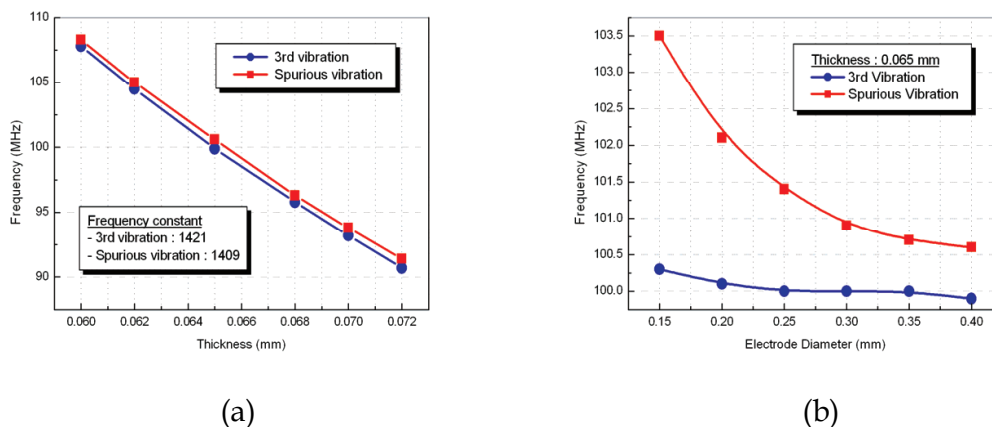 110
105
100
95
90
Frequency (MHz)
3rd vibration
Spurious vibration
Frequency constant
- 3rd vibration : 1421
- Spurious vibration : 1409
0.060 0.062 0.064 0.066 0.068 0.070 0.072
Thickness (mm)
(a)
103.5
103.0
102.5
102.0
101.5
101.0
100.5
100.0
Frequency (MHz)
Thickness : 0.065 mm
3rd Vibration
Spurious Vibration
0.15 0.20 0.25 0.30 0.35 0.40
Electrode Diameter (mm)
(b)